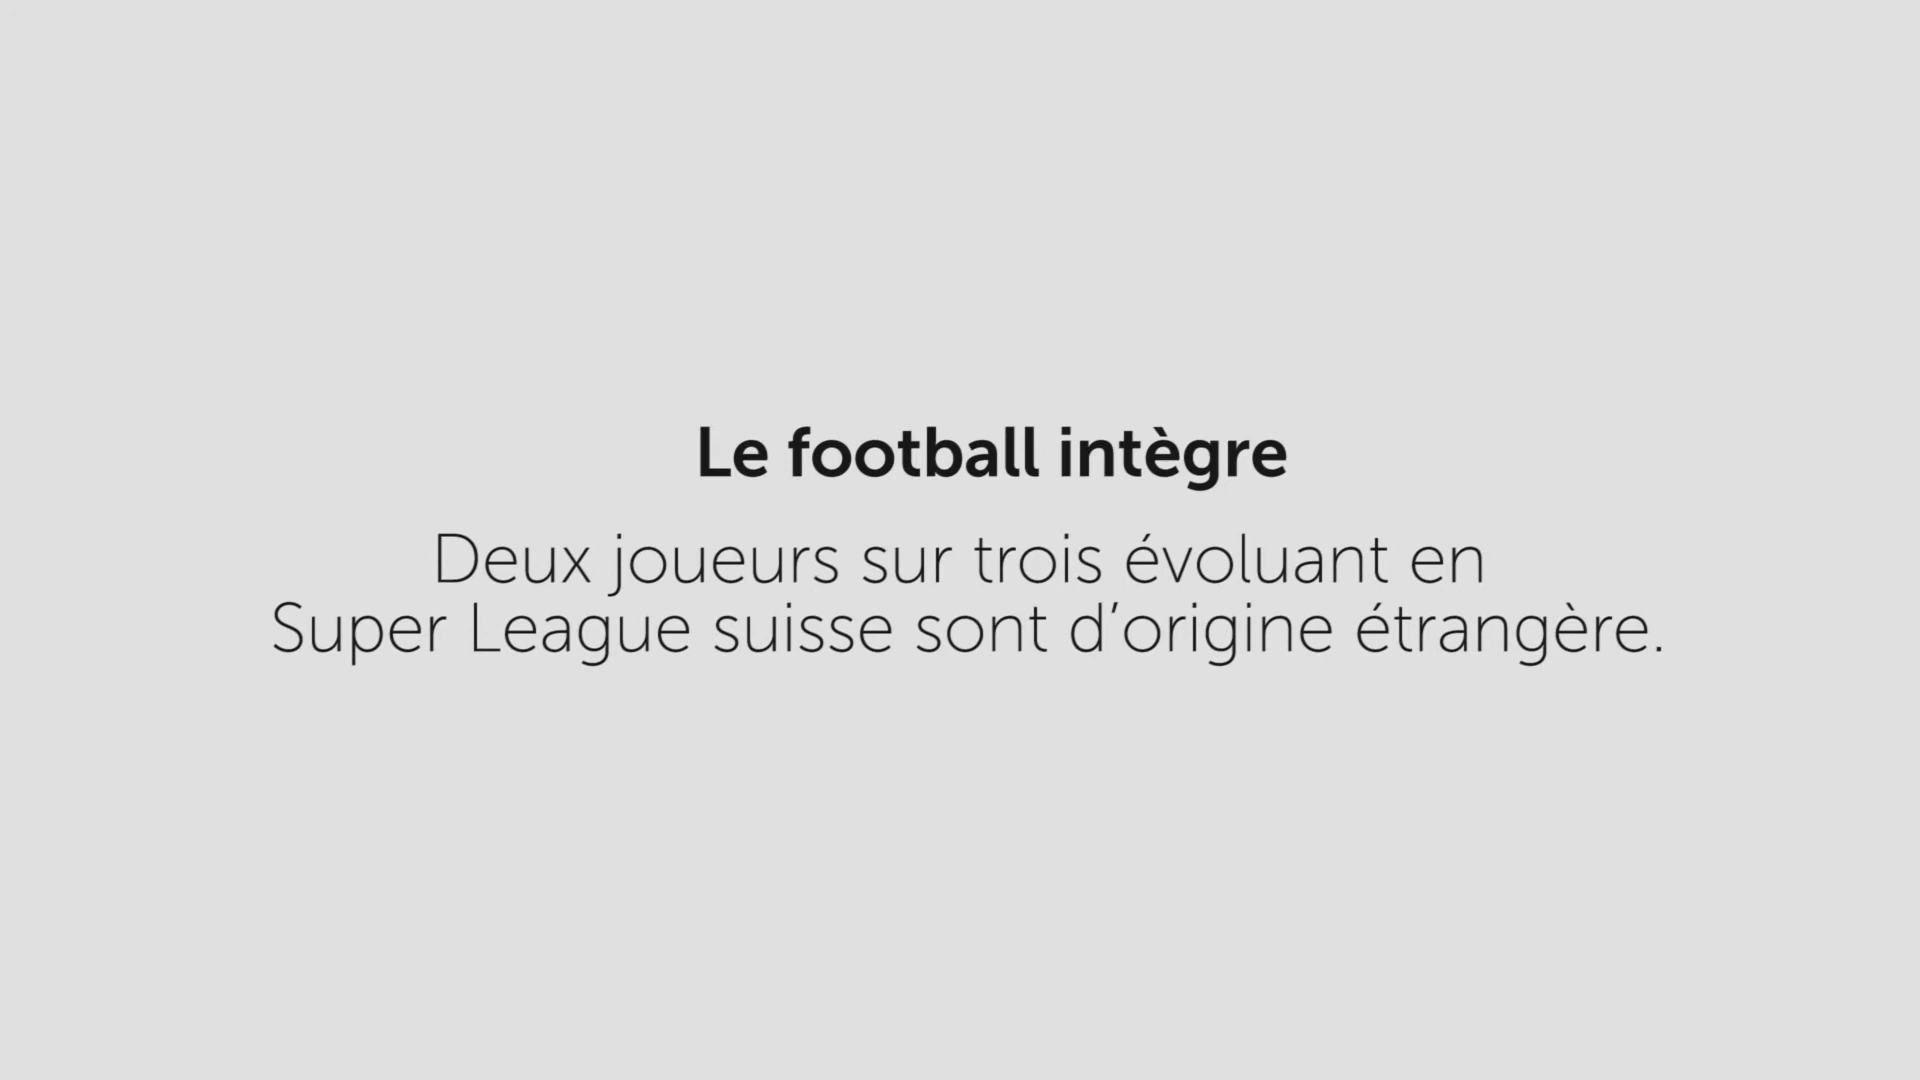 Le football intègre
Deux joueurs sur trois évoluant en
Super League suisse sont d’origine étrangère.